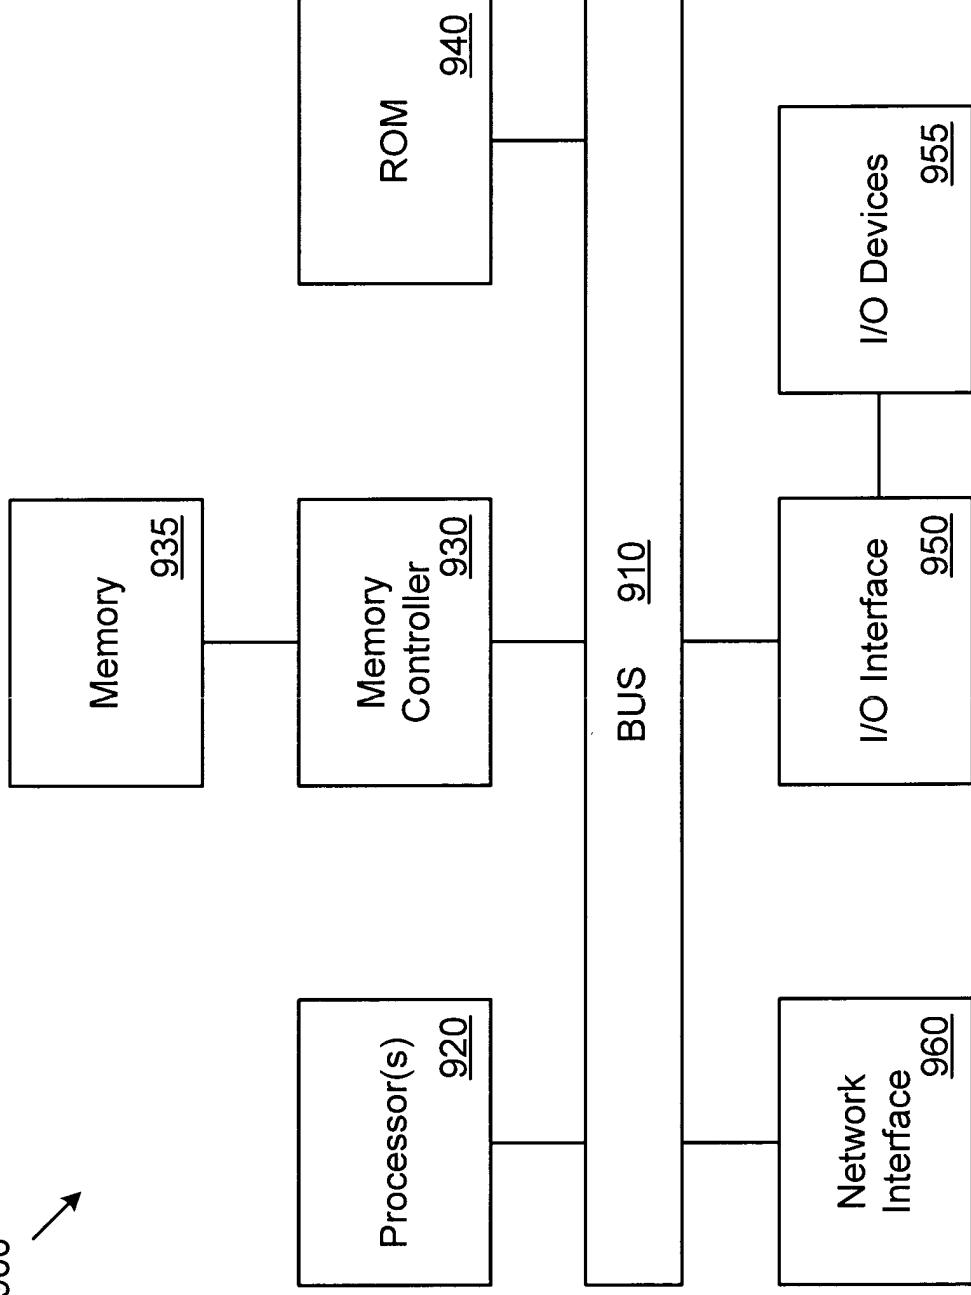 Memory
935
Processor(s)
920
Memory
Controller
930
ROM
940
BUS 910
Network
Interface
960
I/O Interface
950
I/O Devices
955